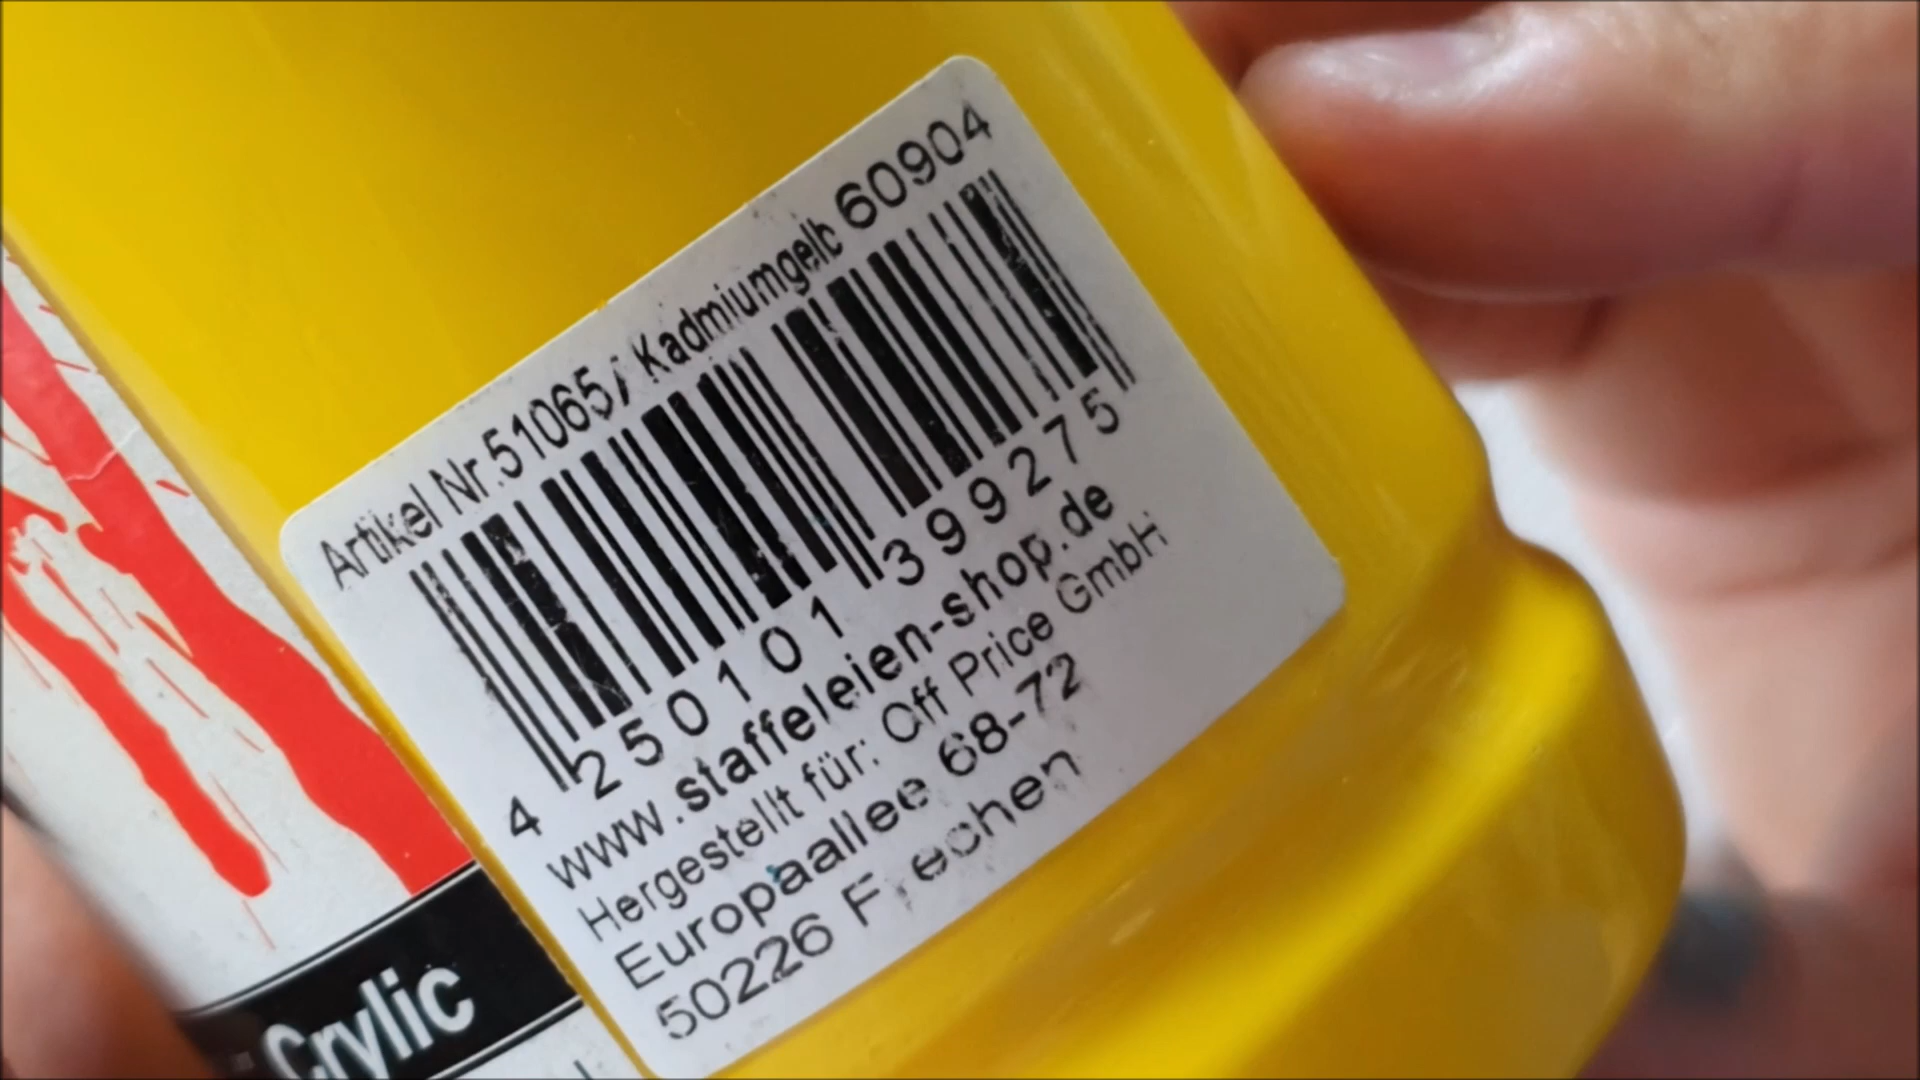 Artikel Nr.51065/ Kadmiumgelb 60904
4 250101 399275
www.staffeleien-shop.de
Hergestellt für: Off Price GmbH
Europaallee 68-72
50226 Frechen
Crylic